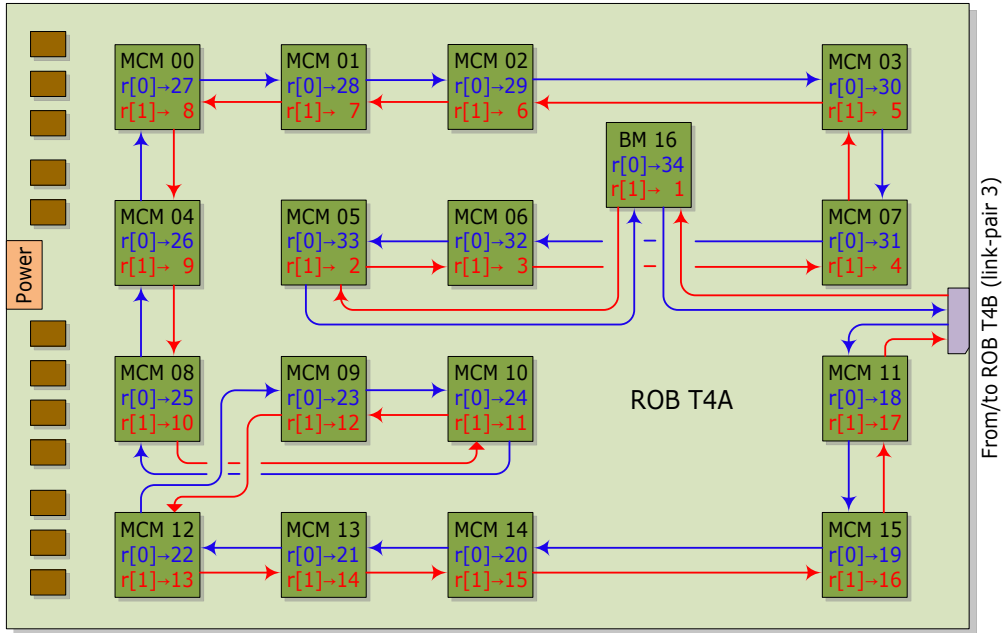 MCM 00
r[0]→27
r[1]→ 8
MCM 01
r[0]→28
r[1]→ 7
MCM 02
r[0]→29
r[1]→ 6
MCM 03
r[0]→30
r[1]→ 5
BM 16
r[0]→34
r[1]→ 1
MCM 04
r[0]→26
r[1]→ 9
MCM 05
r[0]→33
r[1]→ 2
MCM 06
r[0]→32
r[1]→ 3
MCM 07
r[0]→31
r[1]→ 4
Power
From/to ROB T4B (link-pair 3)
MCM 08
r[0]→25
r[1]→10
MCM 09
r[0]→23
r[1]→12
MCM 10
r[0]→24
r[1]→11
ROB T4A
MCM 11
r[0]→18
r[1]→17
MCM 12
r[0]→22
r[1]→13
MCM 13
r[0]→21
r[1]→14
MCM 14
r[0]→20
r[1]→15
MCM 15
r[0]→19
r[1]→16